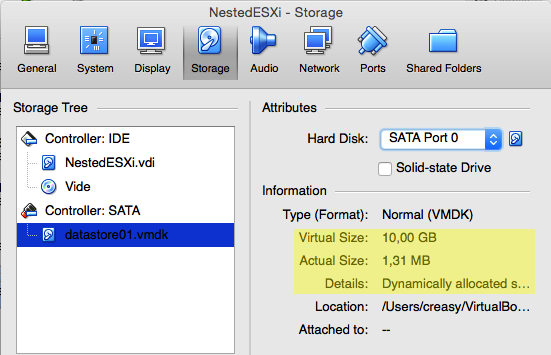 NestedESXi - Storage
General System Display Storage Audio Network Ports Shared Folders
Storage Tree
Controller: IDE
NestedESXi.vdi
Vide
Controller: SATA
datastore01.vmdk
Attributes
Hard Disk: SATA Port 0
Solid-state Drive
Information
Type (Format): Normal (VMDK)
Virtual Size: 10,00 GB
Actual Size: 1,31 MB
Details: Dynamically allocated s...
Location: /Users/creasy/VirtualBo...
Attached to: --